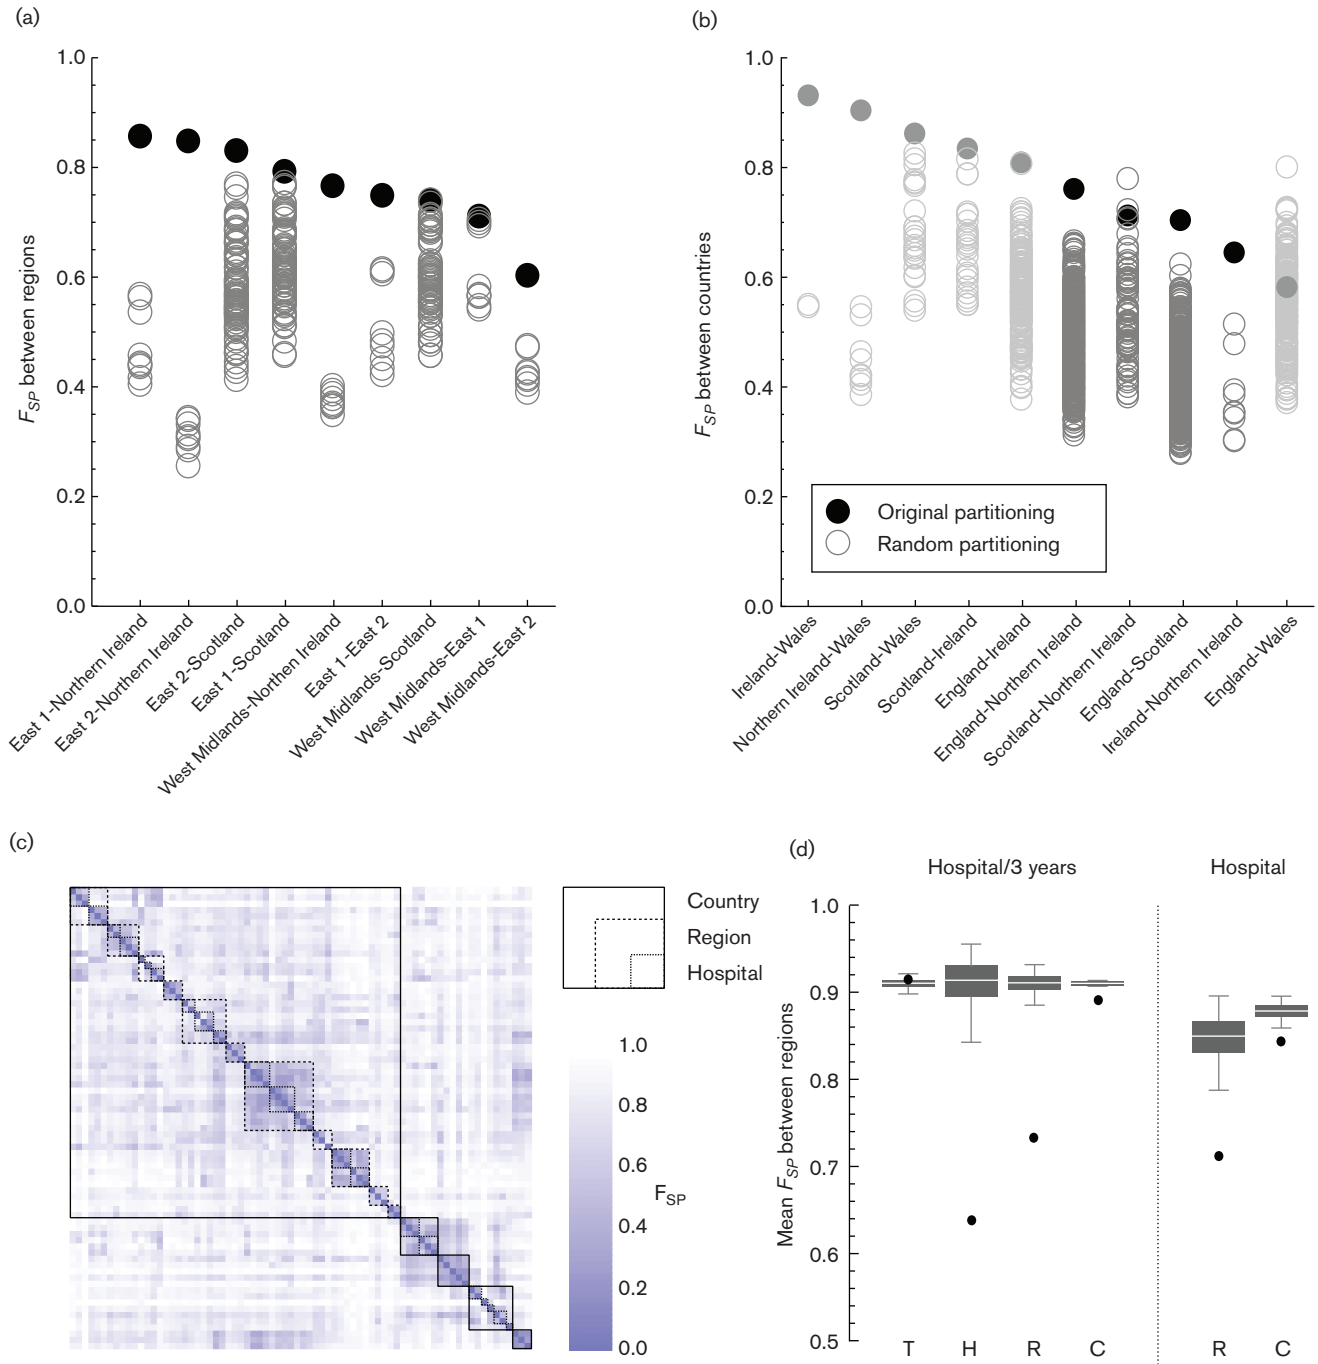 (a)
F_SP between regions
1.0
0.8
0.6
0.4
0.2
0.0
East 1-Northern Ireland
East 2-Northern Ireland
East 2-Scotland
East 1-Scotland
West Midlands-Northen Ireland
East 1-East 2
West Midlands-Scotland
West Midlands-East 1
West Midlands-East 2
(b)
F_SP between countries
1.0
0.8
0.6
0.4
0.2
0.0
Original partitioning
Random partitioning
Ireland-Wales
Northern Ireland-Wales
Scotland-Wales
Scotland-Ireland
England-Ireland
England-Northern Ireland
Scotland-Northern Ireland
England-Scotland
Ireland-Northern Ireland
England-Wales
(c)
Country
Region
Hospital
1.0
0.8
0.6
0.4
0.2
0.0
F_SP
(d)
Hospital/3 years
Hospital
Mean F_SP between regions
1.0
0.9
0.8
0.7
0.6
0.5
T H R C R C